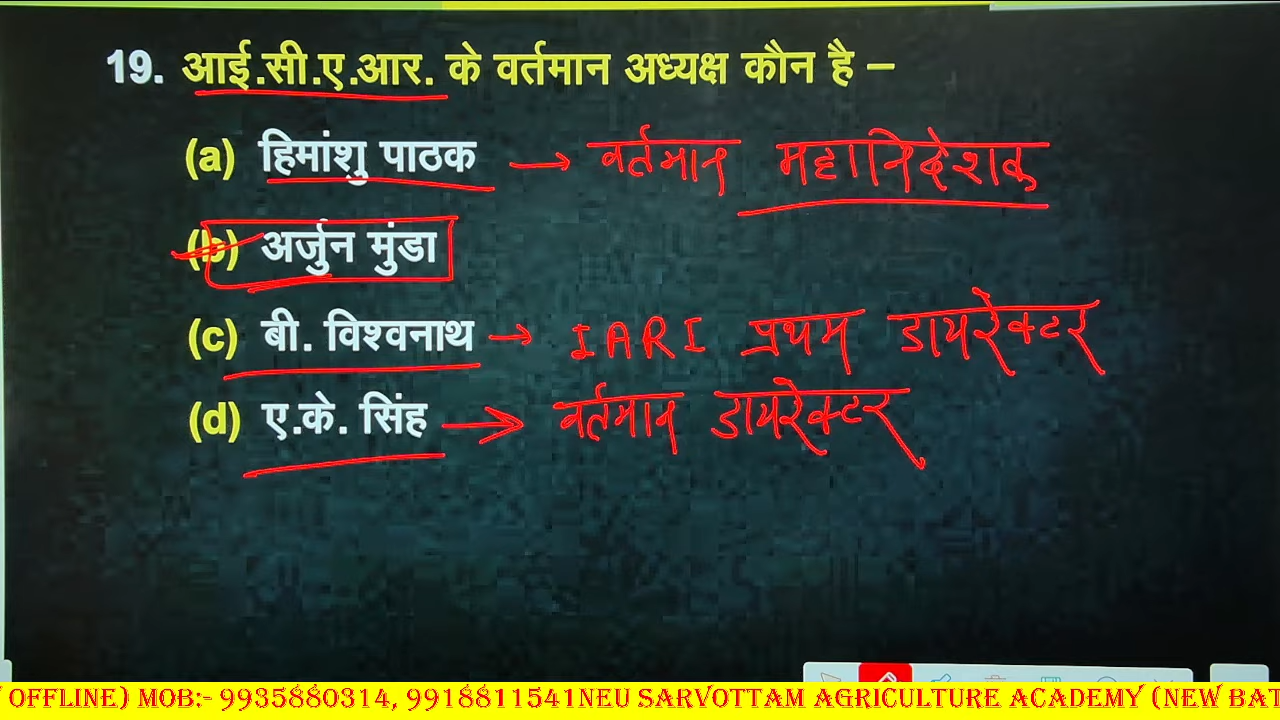 19. आई.सी.ए.आर. के वर्तमान अध्यक्ष कौन है –
(a) हिमांशु पाठक → वर्तमान महानिदेशक
(b) अर्जुन मुंडा
(c) बी. विश्वनाथ → IARI प्रथम डायरेक्टर
(d) ए.के. सिंह → वर्तमान डायरेक्टर
OFFLINE) MOB:- 9935880314, 9918811541NEU SARVOTTAM AGRICULTURE ACADEMY (NEW BAT